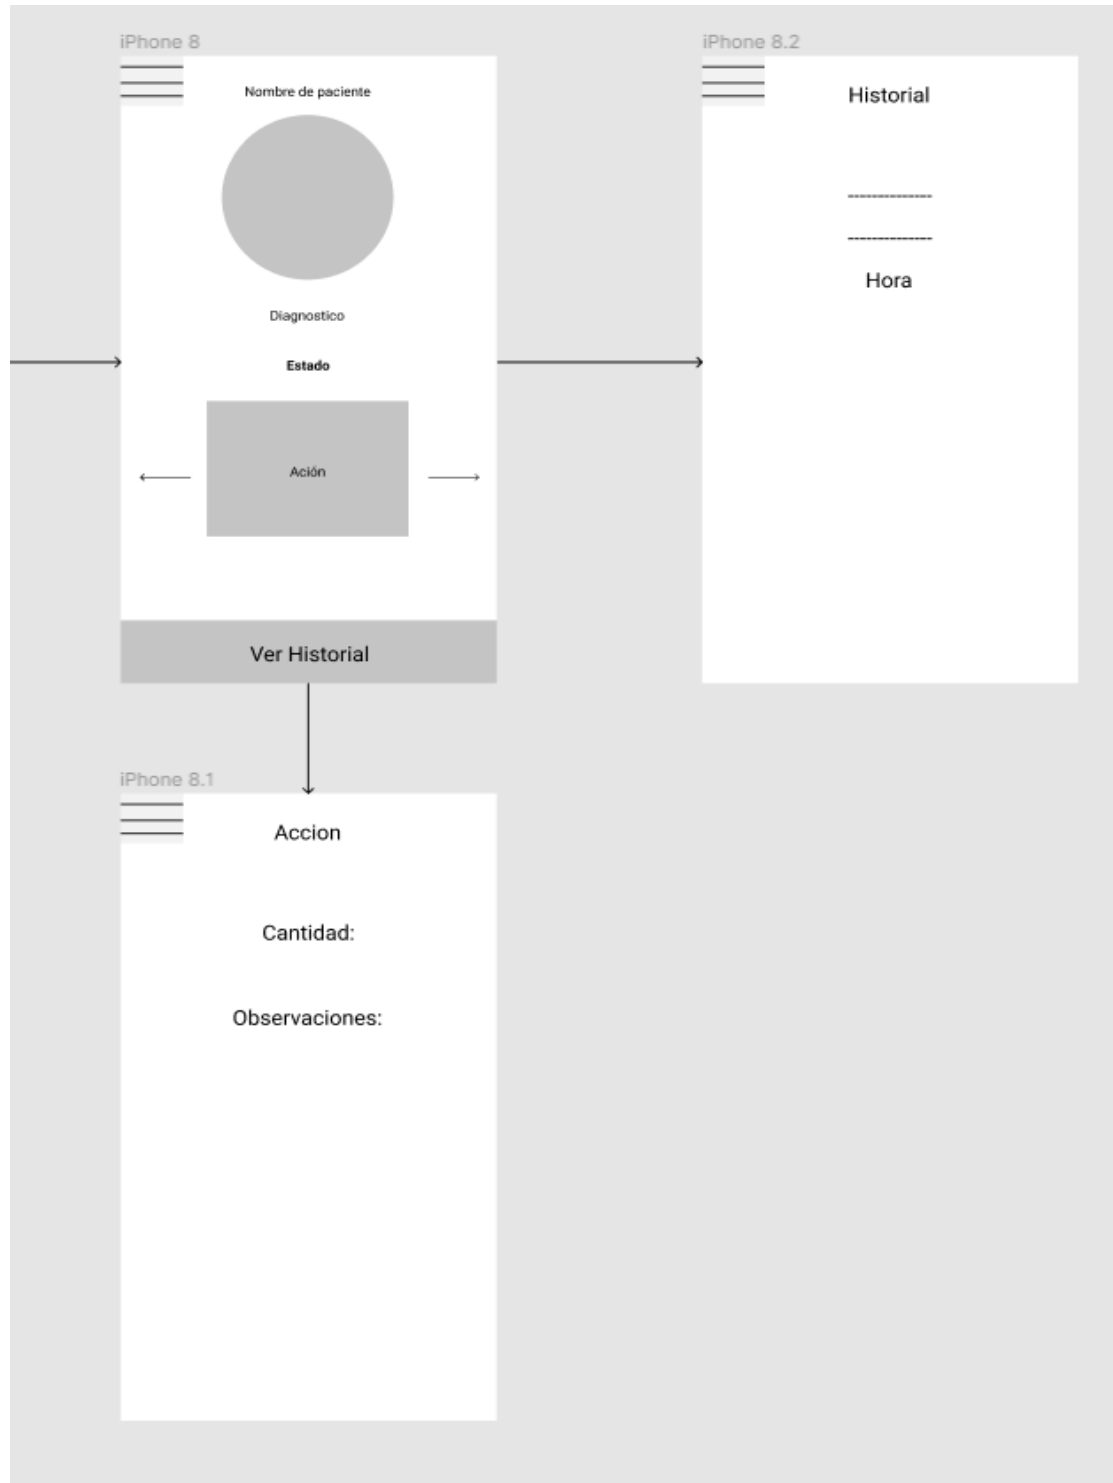 iPhone 8
Nombre de paciente
Diagnostico
Estado
Ación
Ver Historial
iPhone 8.2
Historial
---------------
---------------
Hora
iPhone 8.1
Accion
Cantidad:
Observaciones: